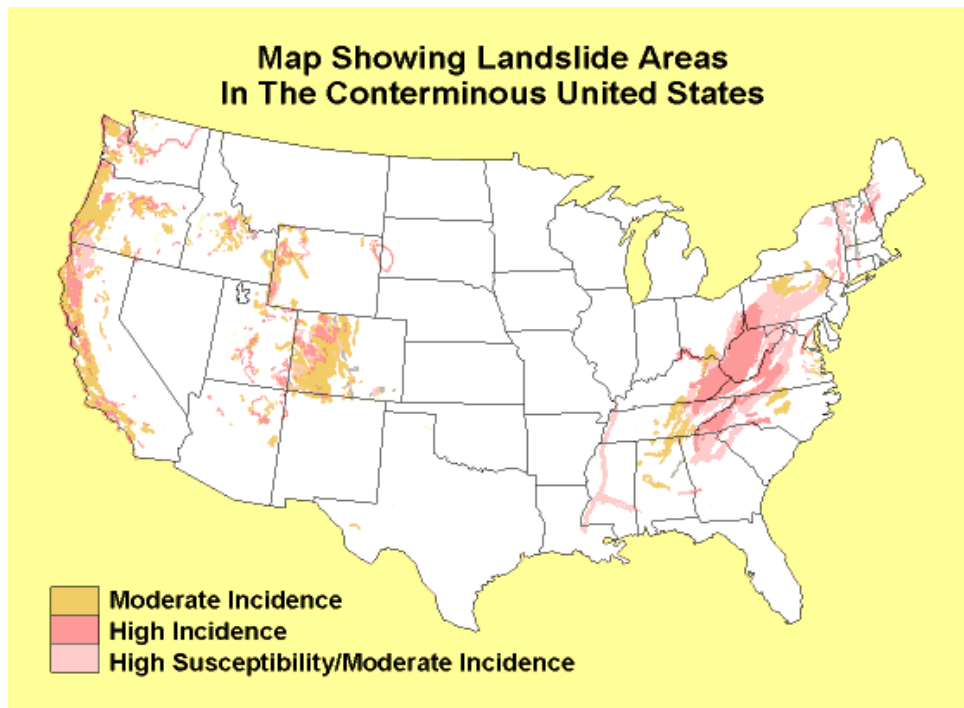 Map Showing Landslide Areas
In The Conterminous United States
Moderate Incidence
High Incidence
High Susceptibility/Moderate Incidence